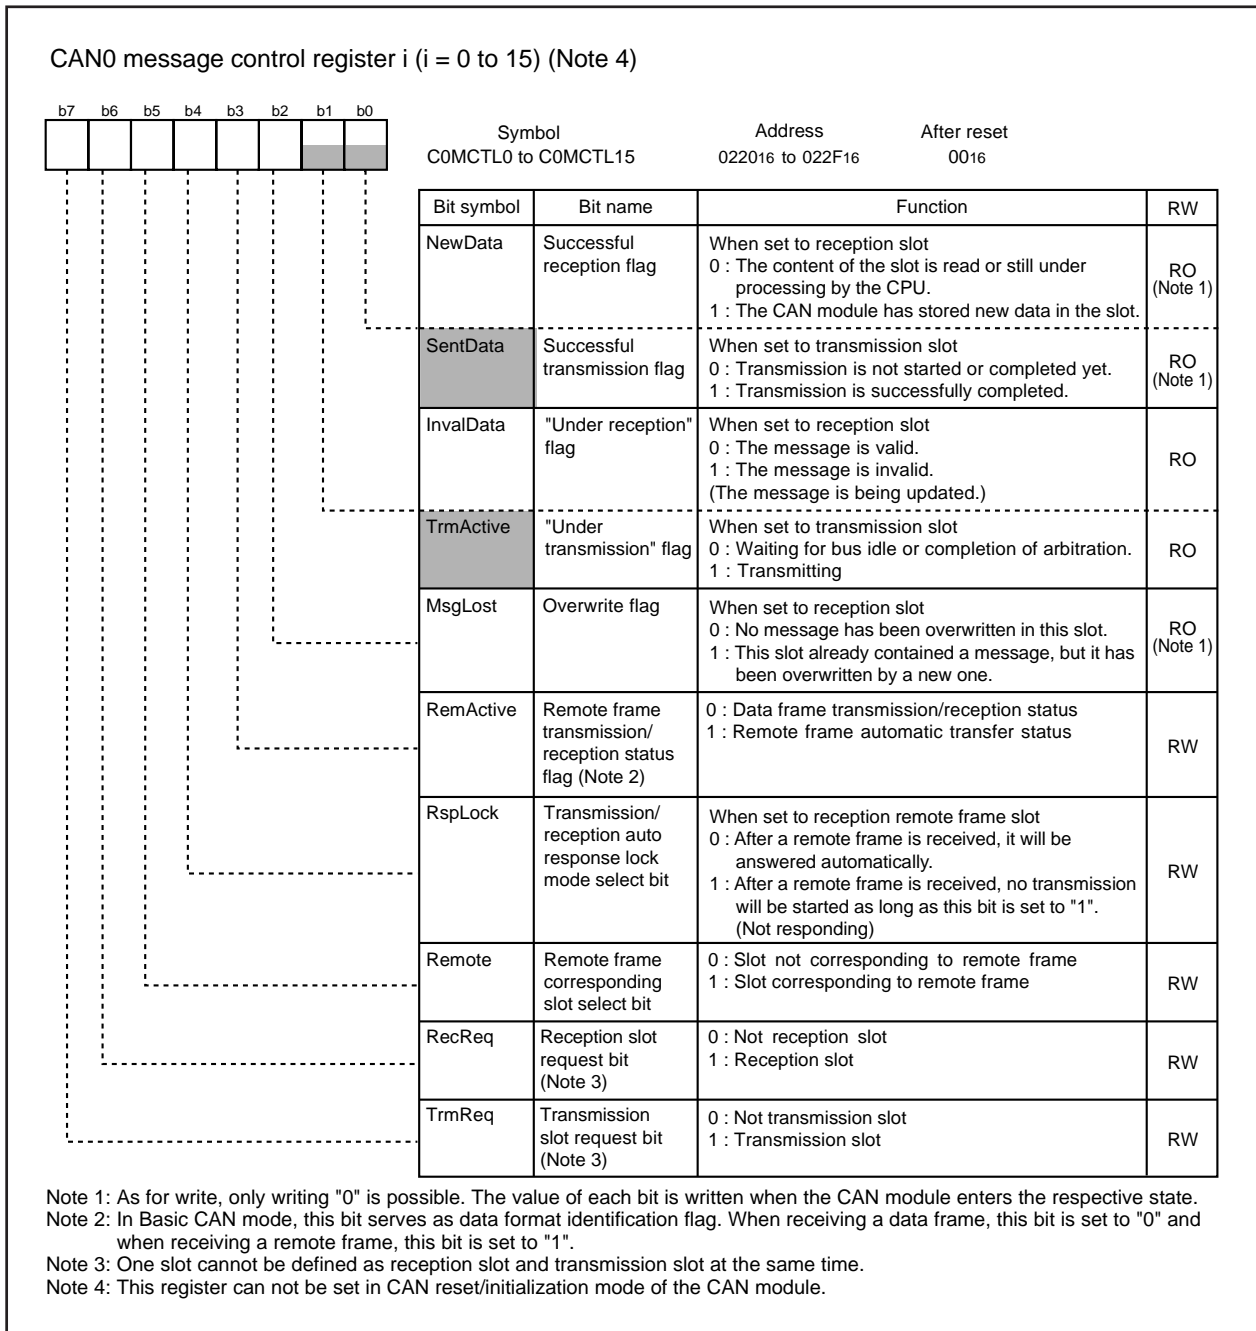 CAN0 message control register i (i = 0 to 15) (Note 4)
b7 b6 b5 b4 b3 b2 b1 b0
Symbol Address After reset
C0MCTL0 to C0MCTL15 022016 to 022F16 0016
Bit symbol Bit name Function RW
NewData Successful When set to reception slot
reception flag 0 : The content of the slot is read or still under
processing by the CPU.
1 : The CAN module has stored new data in the slot.
RO
(Note 1)
SentData Successful When set to transmission slot
transmission flag 0 : Transmission is not started or completed yet.
1 : Transmission is successfully completed.
RO
(Note 1)
InvalData "Under reception" When set to reception slot
flag 0 : The message is valid.
1 : The message is invalid.
(The message is being updated.)
RO
TrmActive "Under When set to transmission slot
transmission" flag 0 : Waiting for bus idle or completion of arbitration.
1 : Transmitting
RO
MsgLost Overwrite flag When set to reception slot
0 : No message has been overwritten in this slot.
1 : This slot already contained a message, but it has
been overwritten by a new one.
RO
(Note 1)
RemActive Remote frame 0 : Data frame transmission/reception status
transmission/ 1 : Remote frame automatic transfer status
reception status
flag (Note 2)
RW
RspLock Transmission/ When set to reception remote frame slot
reception auto 0 : After a remote frame is received, it will be
response lock answered automatically.
mode select bit 1 : After a remote frame is received, no transmission
will be started as long as this bit is set to "1".
(Not responding)
RW
Remote Remote frame 0 : Slot not corresponding to remote frame
corresponding 1 : Slot corresponding to remote frame
slot select bit
RW
RecReq Reception slot 0 : Not reception slot
request bit 1 : Reception slot
(Note 3)
RW
TrmReq Transmission 0 : Not transmission slot
slot request bit 1 : Transmission slot
(Note 3)
RW
Note 1: As for write, only writing "0" is possible. The value of each bit is written when the CAN module enters the respective state.
Note 2: In Basic CAN mode, this bit serves as data format identification flag. When receiving a data frame, this bit is set to "0" and
when receiving a remote frame, this bit is set to "1".
Note 3: One slot cannot be defined as reception slot and transmission slot at the same time.
Note 4: This register can not be set in CAN reset/initialization mode of the CAN module.